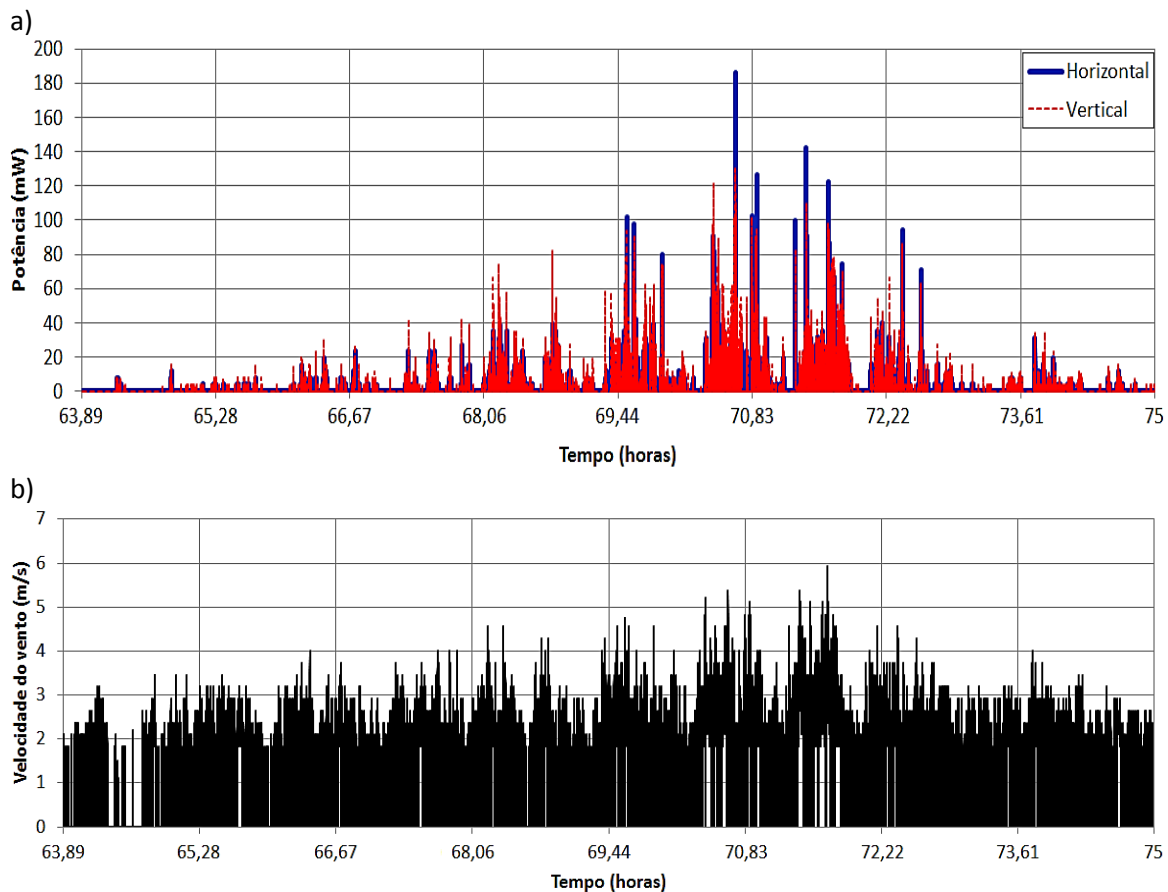 a)
200
180
160
140
120
100
80
60
40
20
0
Potência (mW)
Horizontal
Vertical
63,89 65,28 66,67 68,06 69,44 70,83 72,22 73,61 75
Tempo (horas)
b)
7
6
5
4
3
2
1
0
Velocidade do vento (m/s)
63,89 65,28 66,67 68,06 69,44 70,83 72,22 73,61 75
Tempo (horas)